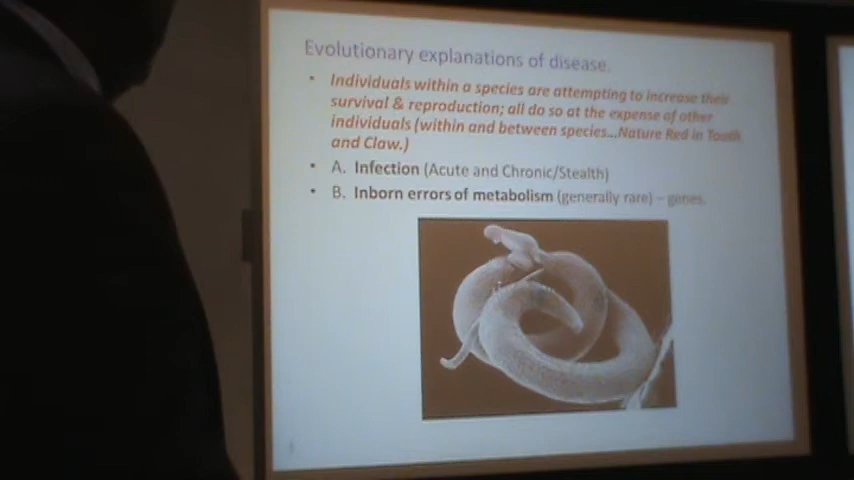 Evolutionary explanations of disease.
• Individuals within a species are attempting to increase their
survival & reproduction; all do so at the expense of other
individuals (within and between species...Nature Red in Tooth
and Claw.)
• A. Infection (Acute and Chronic/Stealth)
• B. Inborn errors of metabolism (generally rare) – genes.